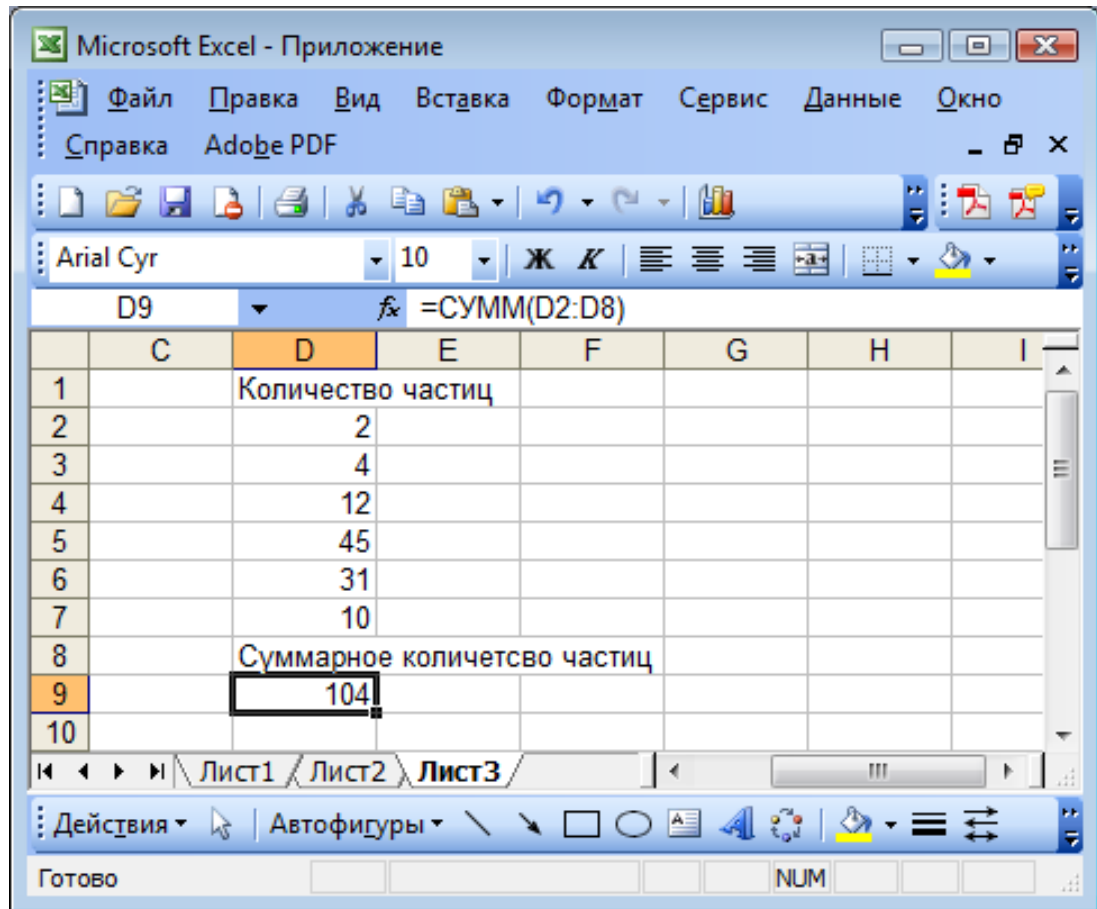 Microsoft Excel - Приложение
Файл Правка Вид Вставка Формат Сервис Данные Окно
Справка Adobe PDF
Arial Cyr 10 Ж К
D9 fx =СУММ(D2:D8)
C D E F G H I
1 Количество частиц
2 2
3 4
4 12
5 45
6 31
7 10
8 Суммарное количетсво частиц
9 104
10
Лист1 Лист2 Лист3
Действия Автофигуры
Готово NUM